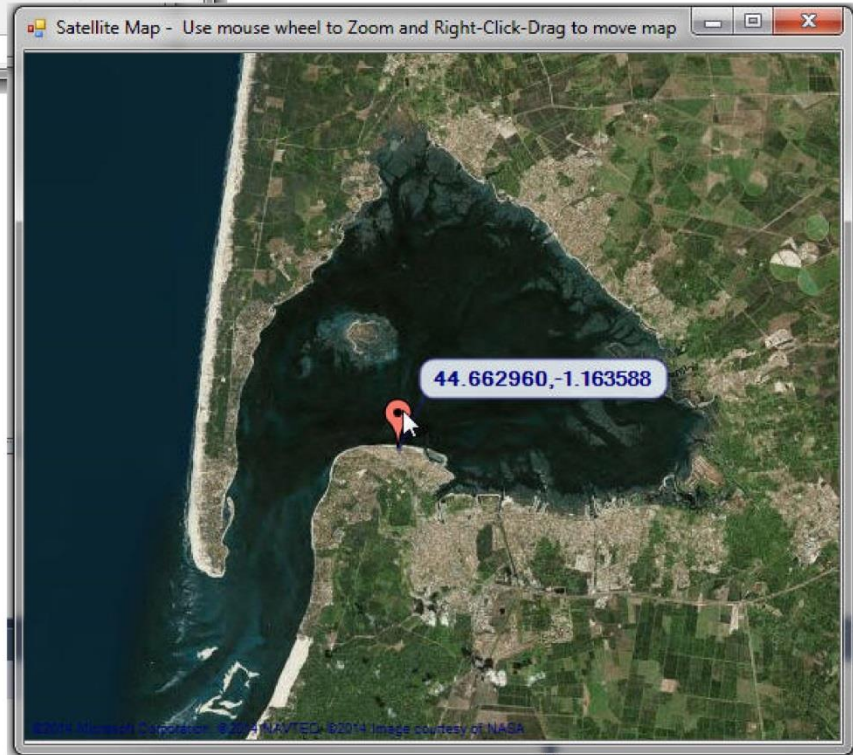 Satellite Map - Use mouse wheel to Zoom and Right-Click-Drag to move map
44.662960,-1.163588
©2014 Microsoft Corporation, ©2014 NAVTEQ, ©2014 Image courtesy of NASA